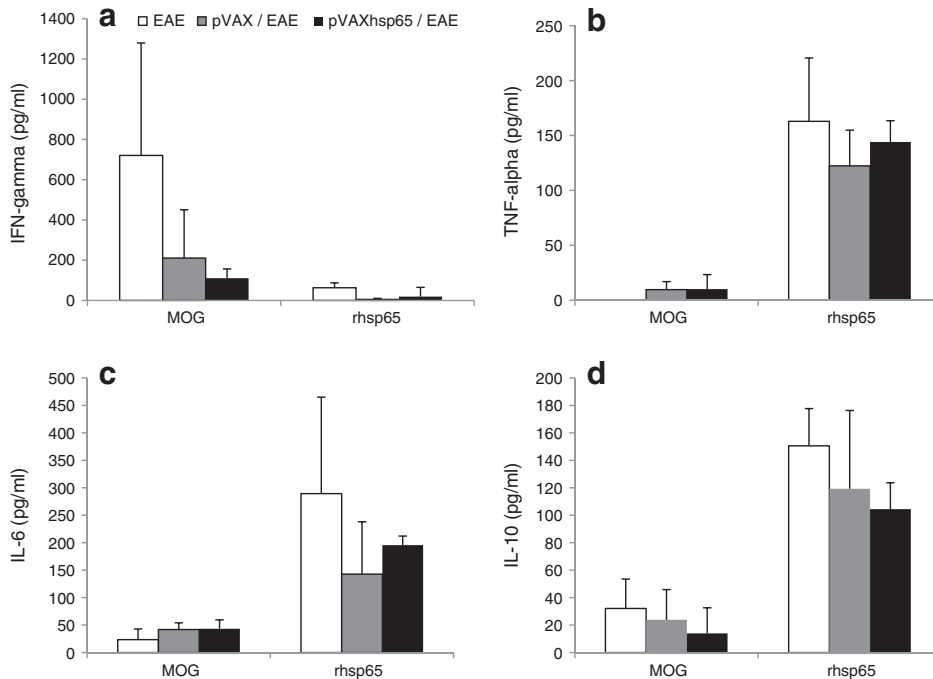 a
EAE pVAX / EAE pVAXhsp65 / EAE
IFN-gamma (pg/ml)
1400
1200
1000
800
600
400
200
0
MOG rhsp65
b
TNF-alpha (pg/ml)
250
200
150
100
50
0
MOG rhsp65
c
IL-6 (pg/ml)
500
450
400
350
300
250
200
150
100
50
0
MOG rhsp65
d
IL-10 (pg/ml)
200
180
160
140
120
100
80
60
40
20
0
MOG rhsp65